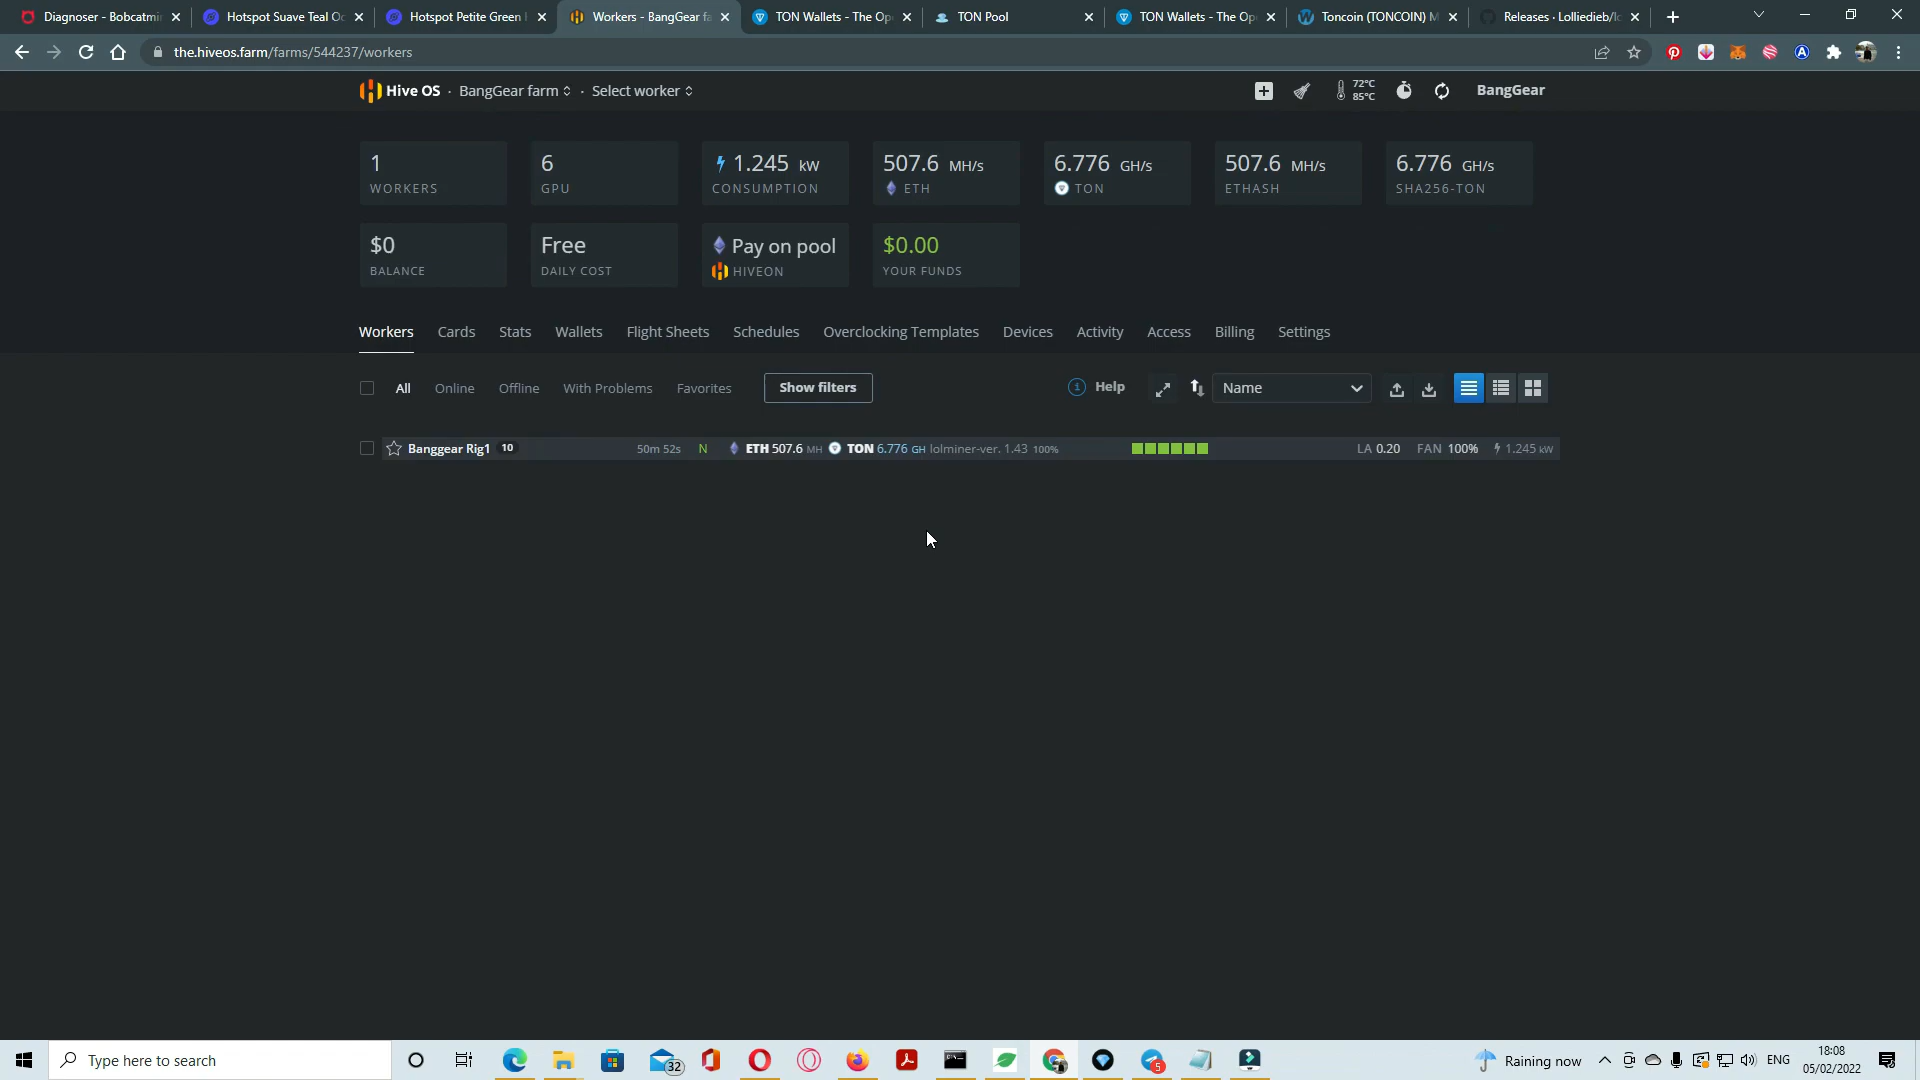 Diagnoser - Bobcatmi
Hotspot Suave Teal Oc
Hotspot Petite Green
Workers - BangGear fa
TON Wallets - The Op
TON Pool
TON Wallets - The Op
Toncoin (TONCOIN) M
Releases · Lolliedieb/lo
the.hiveos.farm/farms/544237/workers
Hive OS · BangGear farm · Select worker
72°C
85°C
BangGear
1
WORKERS
6
GPU
1.245 kW
CONSUMPTION
507.6 MH/s
ETH
6.776 GH/s
TON
507.6 MH/s
ETHASH
6.776 GH/s
SHA256-TON
$0
BALANCE
Free
DAILY COST
Pay on pool
HIVEON
$0.00
YOUR FUNDS
Workers Cards Stats Wallets Flight Sheets Schedules Overclocking Templates Devices Activity Access Billing Settings
All Online Offline With Problems Favorites Show filters Help Name
Banggear Rig1 10 50m 52s N ETH 507.6 MH TON 6.776 GH lolminer-ver. 1.43 100% LA 0.20 FAN 100% 1.245 kW
Type here to search
32
5
Raining now
ENG
18:08
05/02/2022